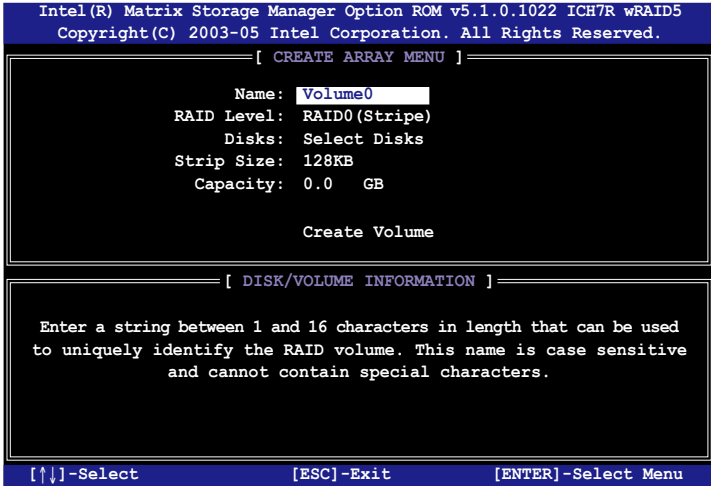 Intel(R) Matrix Storage Manager Option ROM v5.1.0.1022 ICH7R wRAID5
Copyright(C) 2003-05 Intel Corporation. All Rights Reserved.
[ CREATE ARRAY MENU ]
Name: Volume0
RAID Level: RAID0(Stripe)
Disks: Select Disks
Strip Size: 128KB
Capacity: 0.0 GB
Create Volume
[ DISK/VOLUME INFORMATION ]
Enter a string between 1 and 16 characters in length that can be used
to uniquely identify the RAID volume. This name is case sensitive
and cannot contain special characters.
[↑↓]-Select [ESC]-Exit [ENTER]-Select Menu